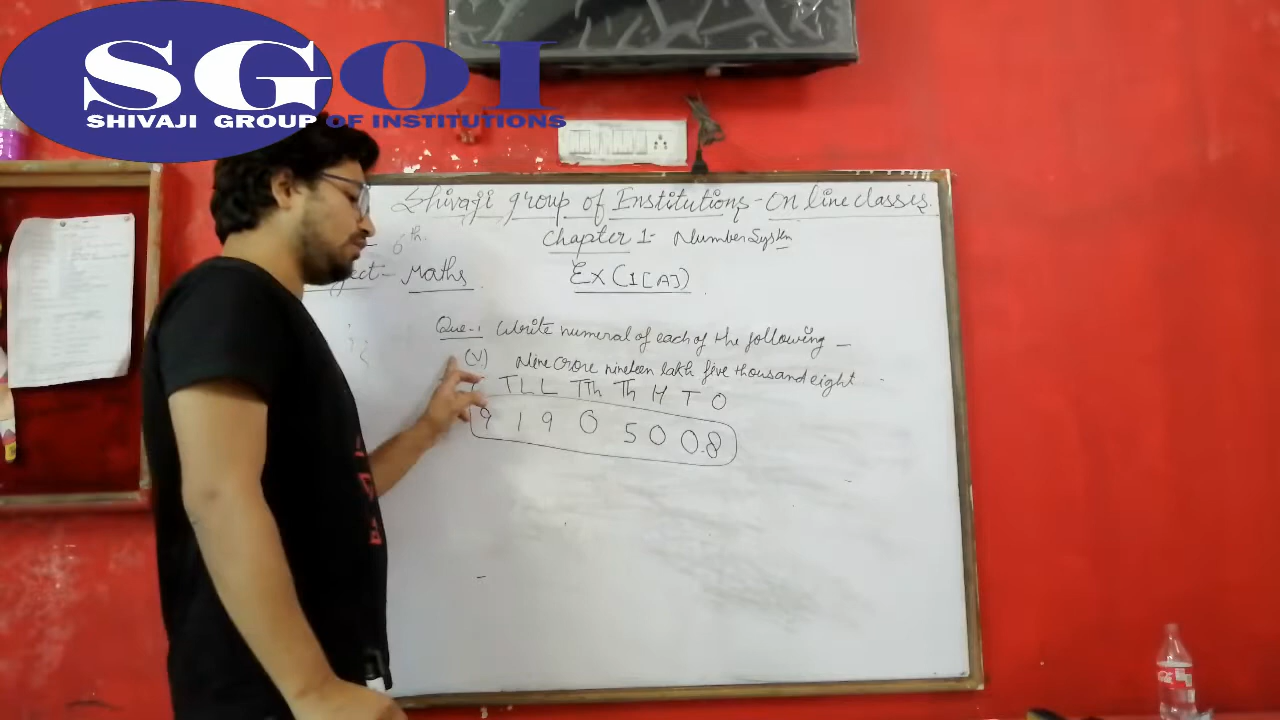 SGOI
SHIVAJI GROUP OF INSTITUTIONS
Shivaji group of Institutions - Online classes.
6th.
Chapter 1- Number System
Maths
Ex (1[A])
Que-1 Write numeral of each of the following -
(V) Nine crore nineteen lakh five thousand eight
TL L TTh Th H T O
9 1 9 0 5 0 0 8